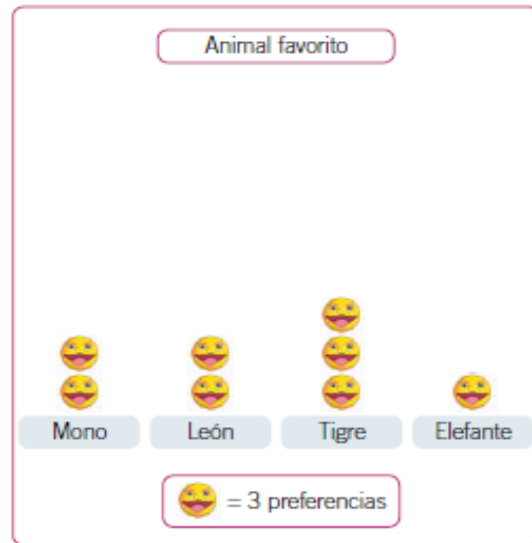 Animal favorito
Mono León Tigre Elefante
= 3 preferencias